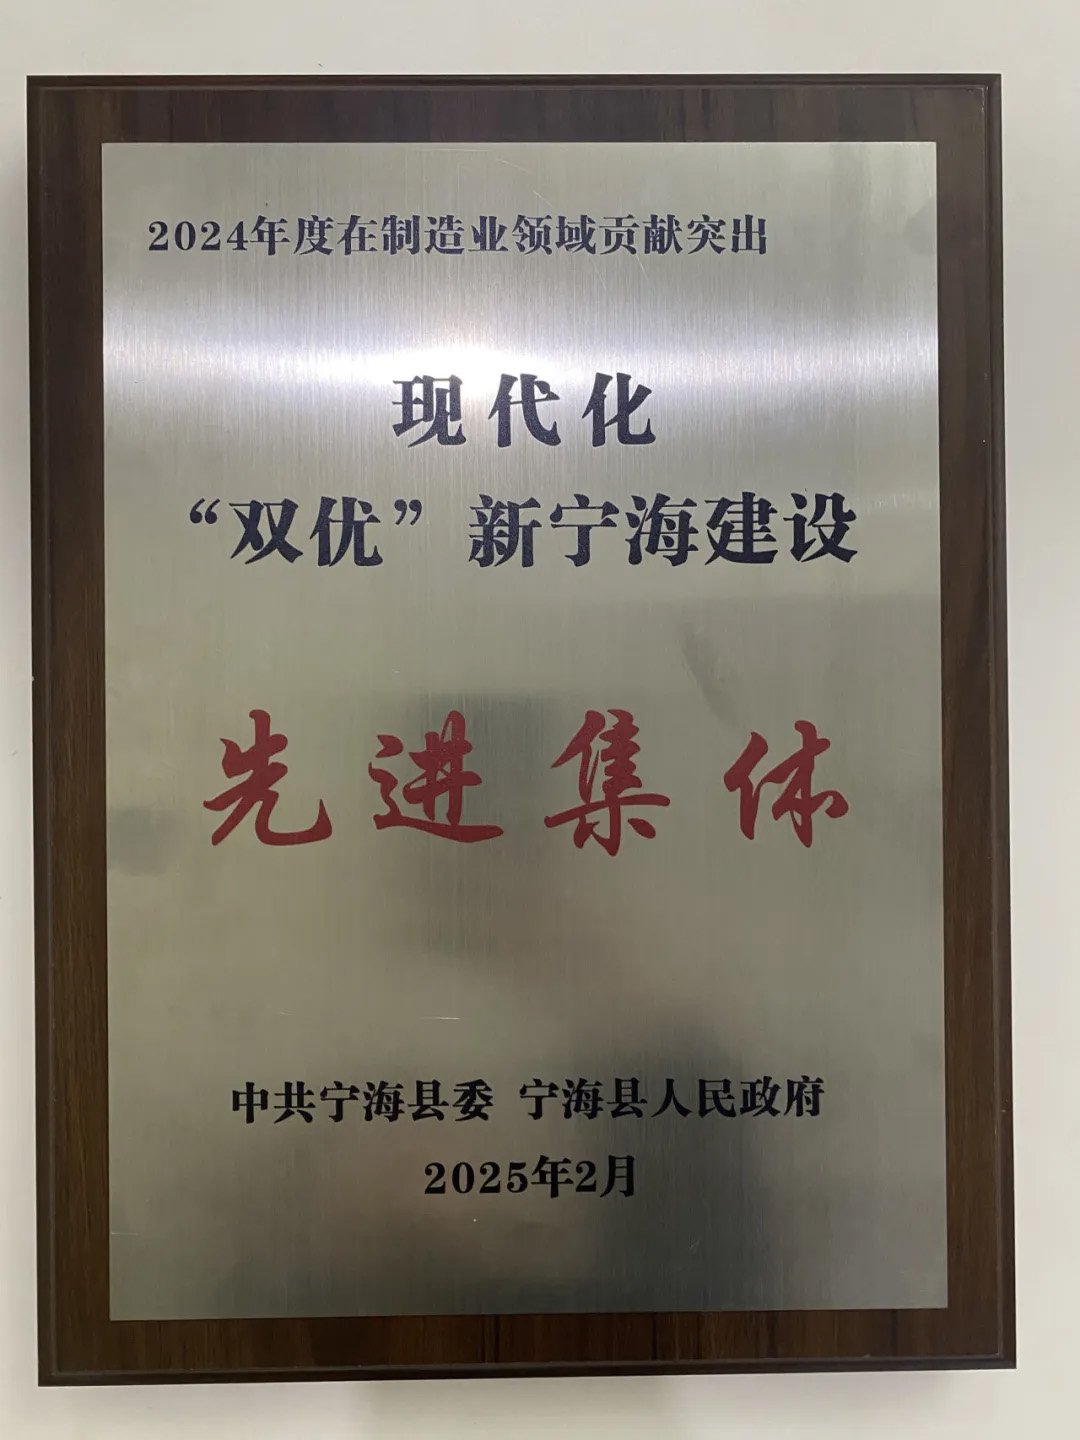 2024年度在制造业领域贡献突出
现代化
“双优”新宁海建设
先进集体
中共宁海县委 宁海县人民政府
2025年2月